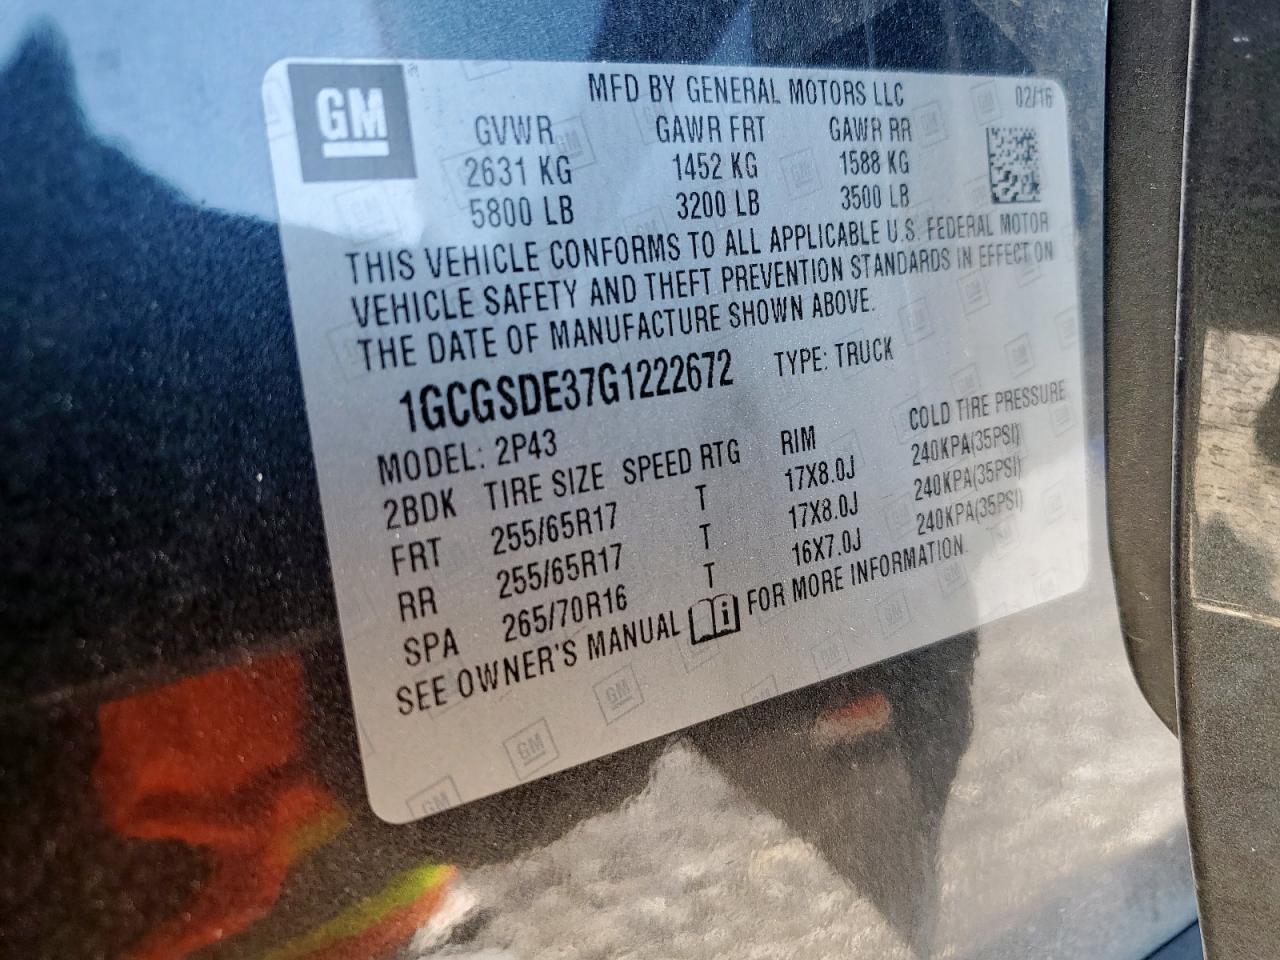 GM
MFD BY GENERAL MOTORS LLC 02/16
GVWR GAWR FRT GAWR RR
2631 KG 1452 KG 1588 KG
5800 LB 3200 LB 3500 LB
THIS VEHICLE CONFORMS TO ALL APPLICABLE U.S. FEDERAL MOTOR
VEHICLE SAFETY AND THEFT PREVENTION STANDARDS IN EFFECT ON
THE DATE OF MANUFACTURE SHOWN ABOVE.
1GCGSDE37G1222672 TYPE: TRUCK
MODEL: 2P43
2BDK TIRE SIZE SPEED RTG RIM COLD TIRE PRESSURE
FRT 255/65R17 T 17X8.0J 240KPA(35PSI)
RR 255/65R17 T 17X8.0J 240KPA(35PSI)
SPA 265/70R16 T 16X7.0J 240KPA(35PSI)
SEE OWNER'S MANUAL FOR MORE INFORMATION.